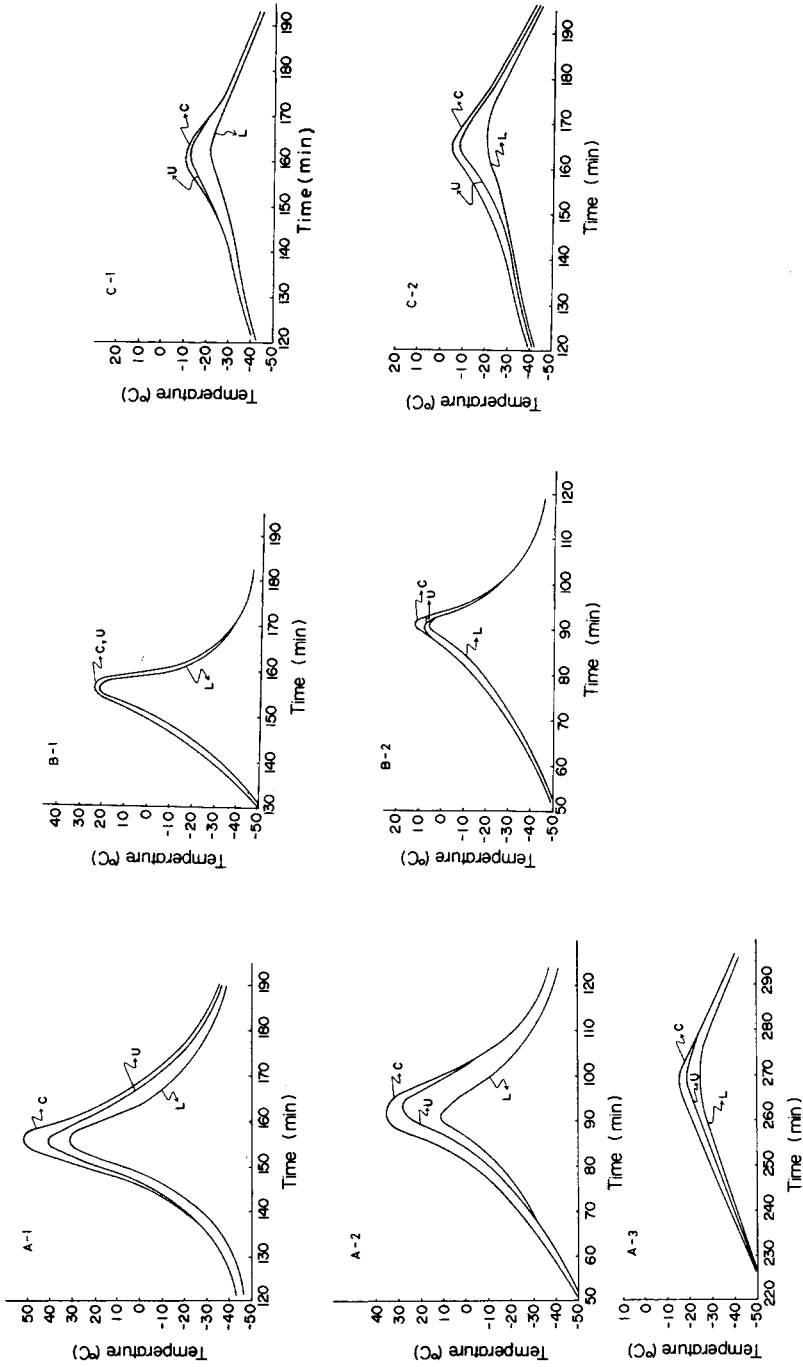 A-1
Temperature (°C)
50
40
30
20
10
0
-10
-20
-30
-40
-50
120
130
140
150
160
170
180
190
Time (min)
C
U
L
A-2
Temperature (°C)
40
30
20
10
0
-10
-20
-30
-40
-50
50
60
70
80
90
100
110
120
Time (min)
C
U
L
A-3
Temperature (°C)
10
0
-10
-20
-30
-40
-50
220
230
240
250
260
270
280
290
Time (min)
C
U
L
B-1
Temperature (°C)
40
30
20
10
0
-10
-20
-30
-40
-50
130
140
150
160
170
180
190
Time (min)
C,U
L
B-2
Temperature (°C)
20
10
0
-10
-20
-30
-40
-50
50
60
70
80
90
100
110
120
Time (min)
C
U
L
C-1
Temperature (°C)
20
10
0
-10
-20
-30
-40
-50
120
130
140
150
160
170
180
190
Time (min)
C
U
L
C-2
Temperature (°C)
20
10
0
-10
-20
-30
-40
-50
120
130
140
150
160
170
180
190
Time (min)
C
U
L